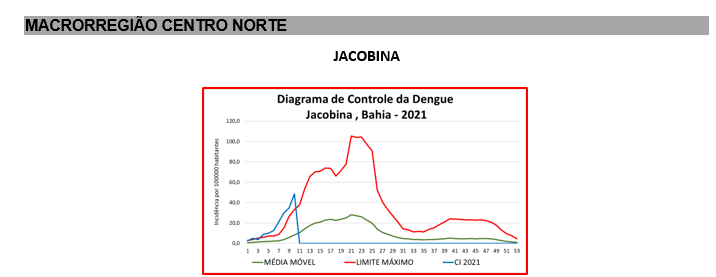 MACRORREGIÃO CENTRO NORTE
JACOBINA
Diagrama de Controle da Dengue
Jacobina , Bahia - 2021
Incidência por 100000 habitantes
120,0
100,0
80,0
60,0
40,0
20,0
0,0
1 3 5 7 9 11 13 15 17 19 21 23 25 27 29 31 33 35 37 39 41 43 45 47 49 51 53
MÉDIA MÓVEL LIMITE MÁXIMO CI 2021